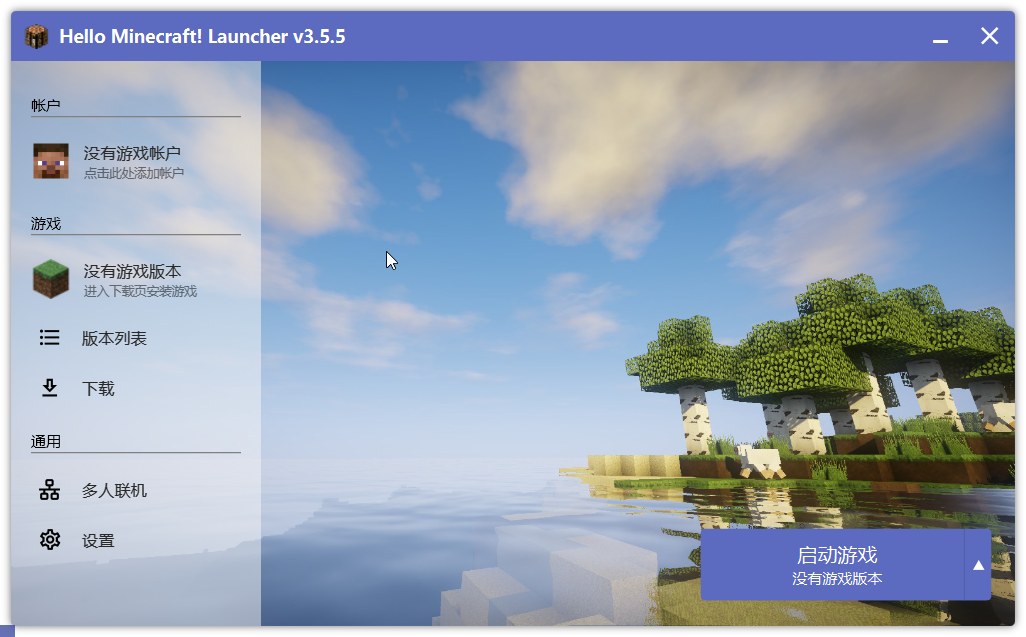 Hello Minecraft! Launcher v3.5.5
帐户
没有游戏帐户
点击此处添加帐户
游戏
没有游戏版本
进入下载页安装游戏
版本列表
下载
通用
多人联机
设置
启动游戏
没有游戏版本